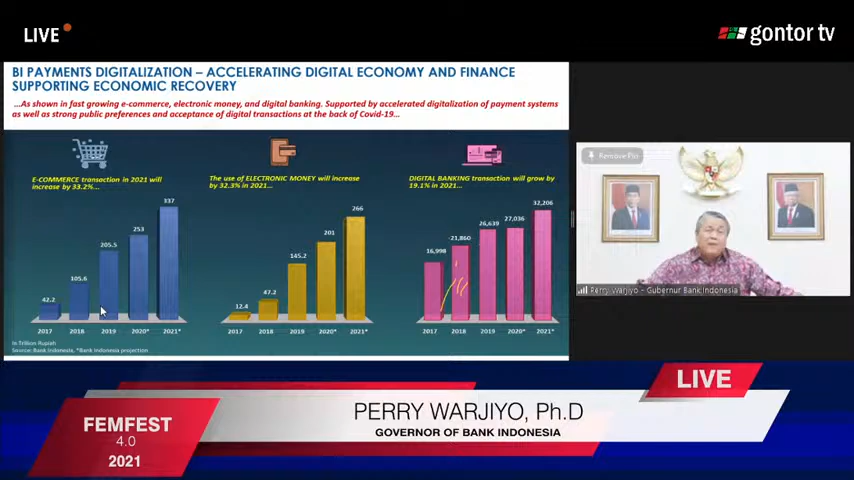 LIVE
gontor tv
BI PAYMENTS DIGITALIZATION – ACCELERATING DIGITAL ECONOMY AND FINANCE
SUPPORTING ECONOMIC RECOVERY
...As shown in fast growing e-commerce, electronic money, and digital banking. Supported by accelerated digitalization of payment systems
as well as strong public preferences and acceptance of digital transactions at the back of Covid-19...
E-COMMERCE transaction in 2021 will
increase by 33.2%...
42.2
105.6
205.5
253
337
2017
2018
2019
2020*
2021*
The use of ELECTRONIC MONEY will increase
by 32.3% in 2021...
12.4
47.2
145.2
201
266
2017
2018
2019
2020*
2021*
DIGITAL BANKING transaction will grow by
19.1% in 2021...
16,998
21,860
26,639
27,036
32,206
2017
2018
2019
2020*
2021*
In Trillion Rupiah
Source: Bank Indonesia, *Bank Indonesia projection
Remove Pin
Perry Warjiyo – Gubernur Bank Indonesia
LIVE
PERRY WARJIYO, Ph.D
GOVERNOR OF BANK INDONESIA
FEMFEST
4.0
2021